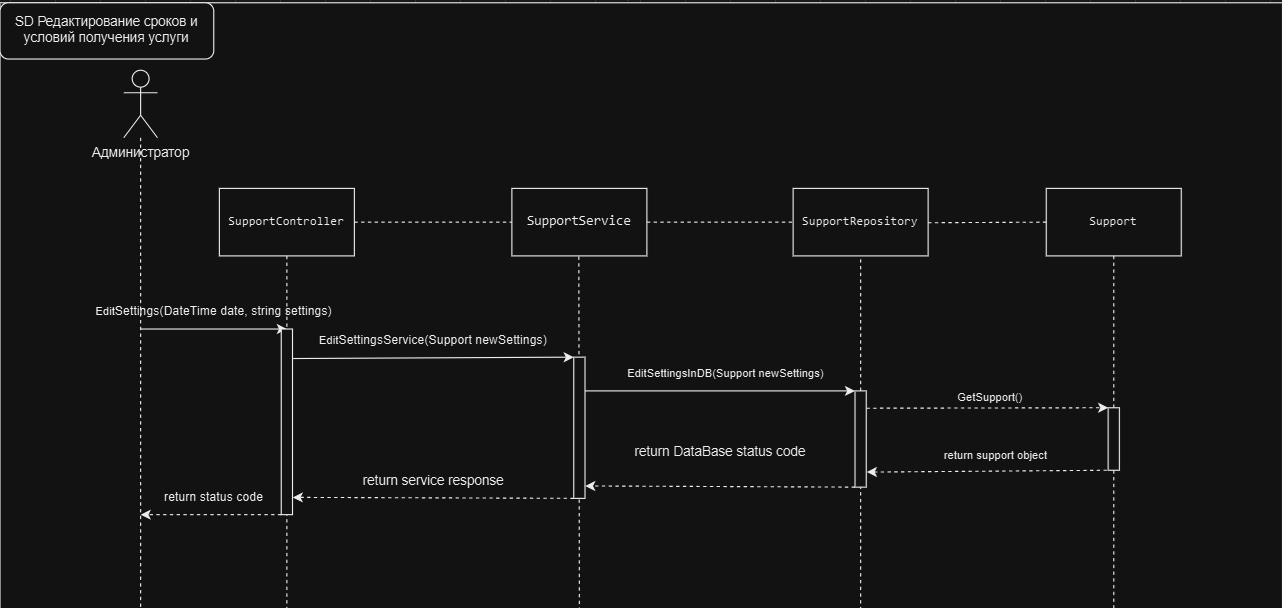 SD Редактирование сроков и
условий получения услуги
Администратор
SupportController
SupportService
SupportRepository
Support
EditSettings(DateTime date, string settings)
EditSettingsService(Support newSettings)
EditSettingsInDB(Support newSettings)
GetSupport()
return DataBase status code
return support object
return service response
return status code